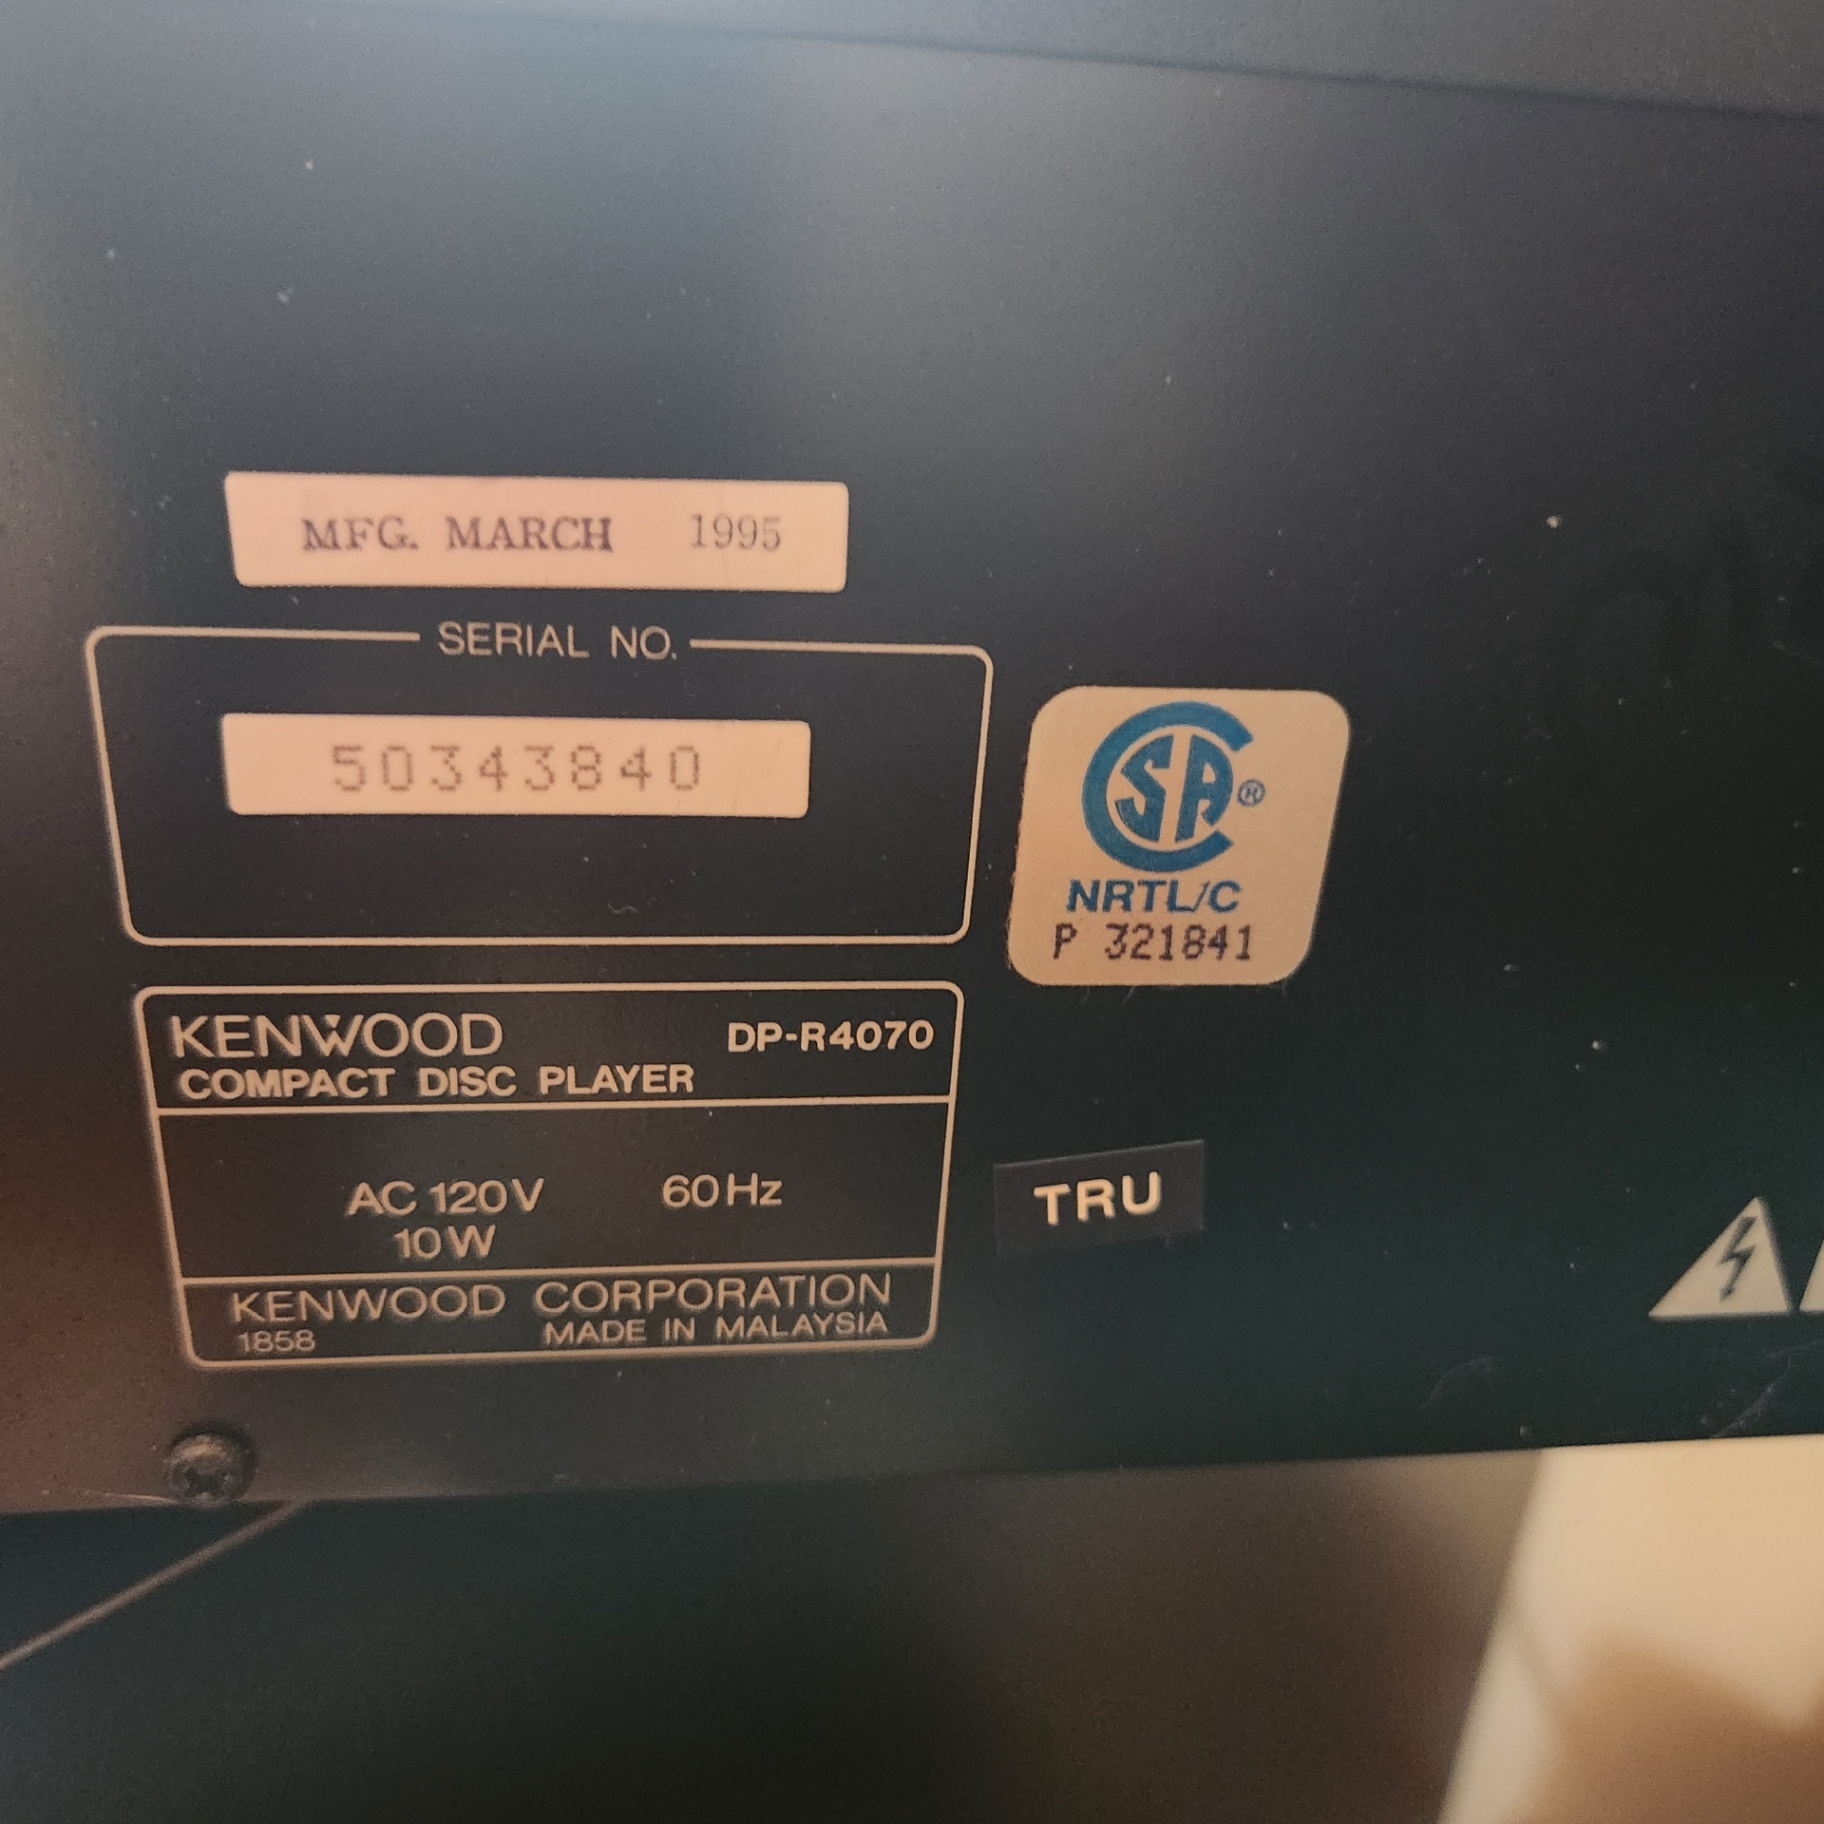 MFG. MARCH 1995
SERIAL NO.
50343840
CSA®
NRTL/C
P 321841
KENWOOD DP-R4070
COMPACT DISC PLAYER
AC 120V 60Hz
10W
TRU
KENWOOD CORPORATION
1858 MADE IN MALAYSIA